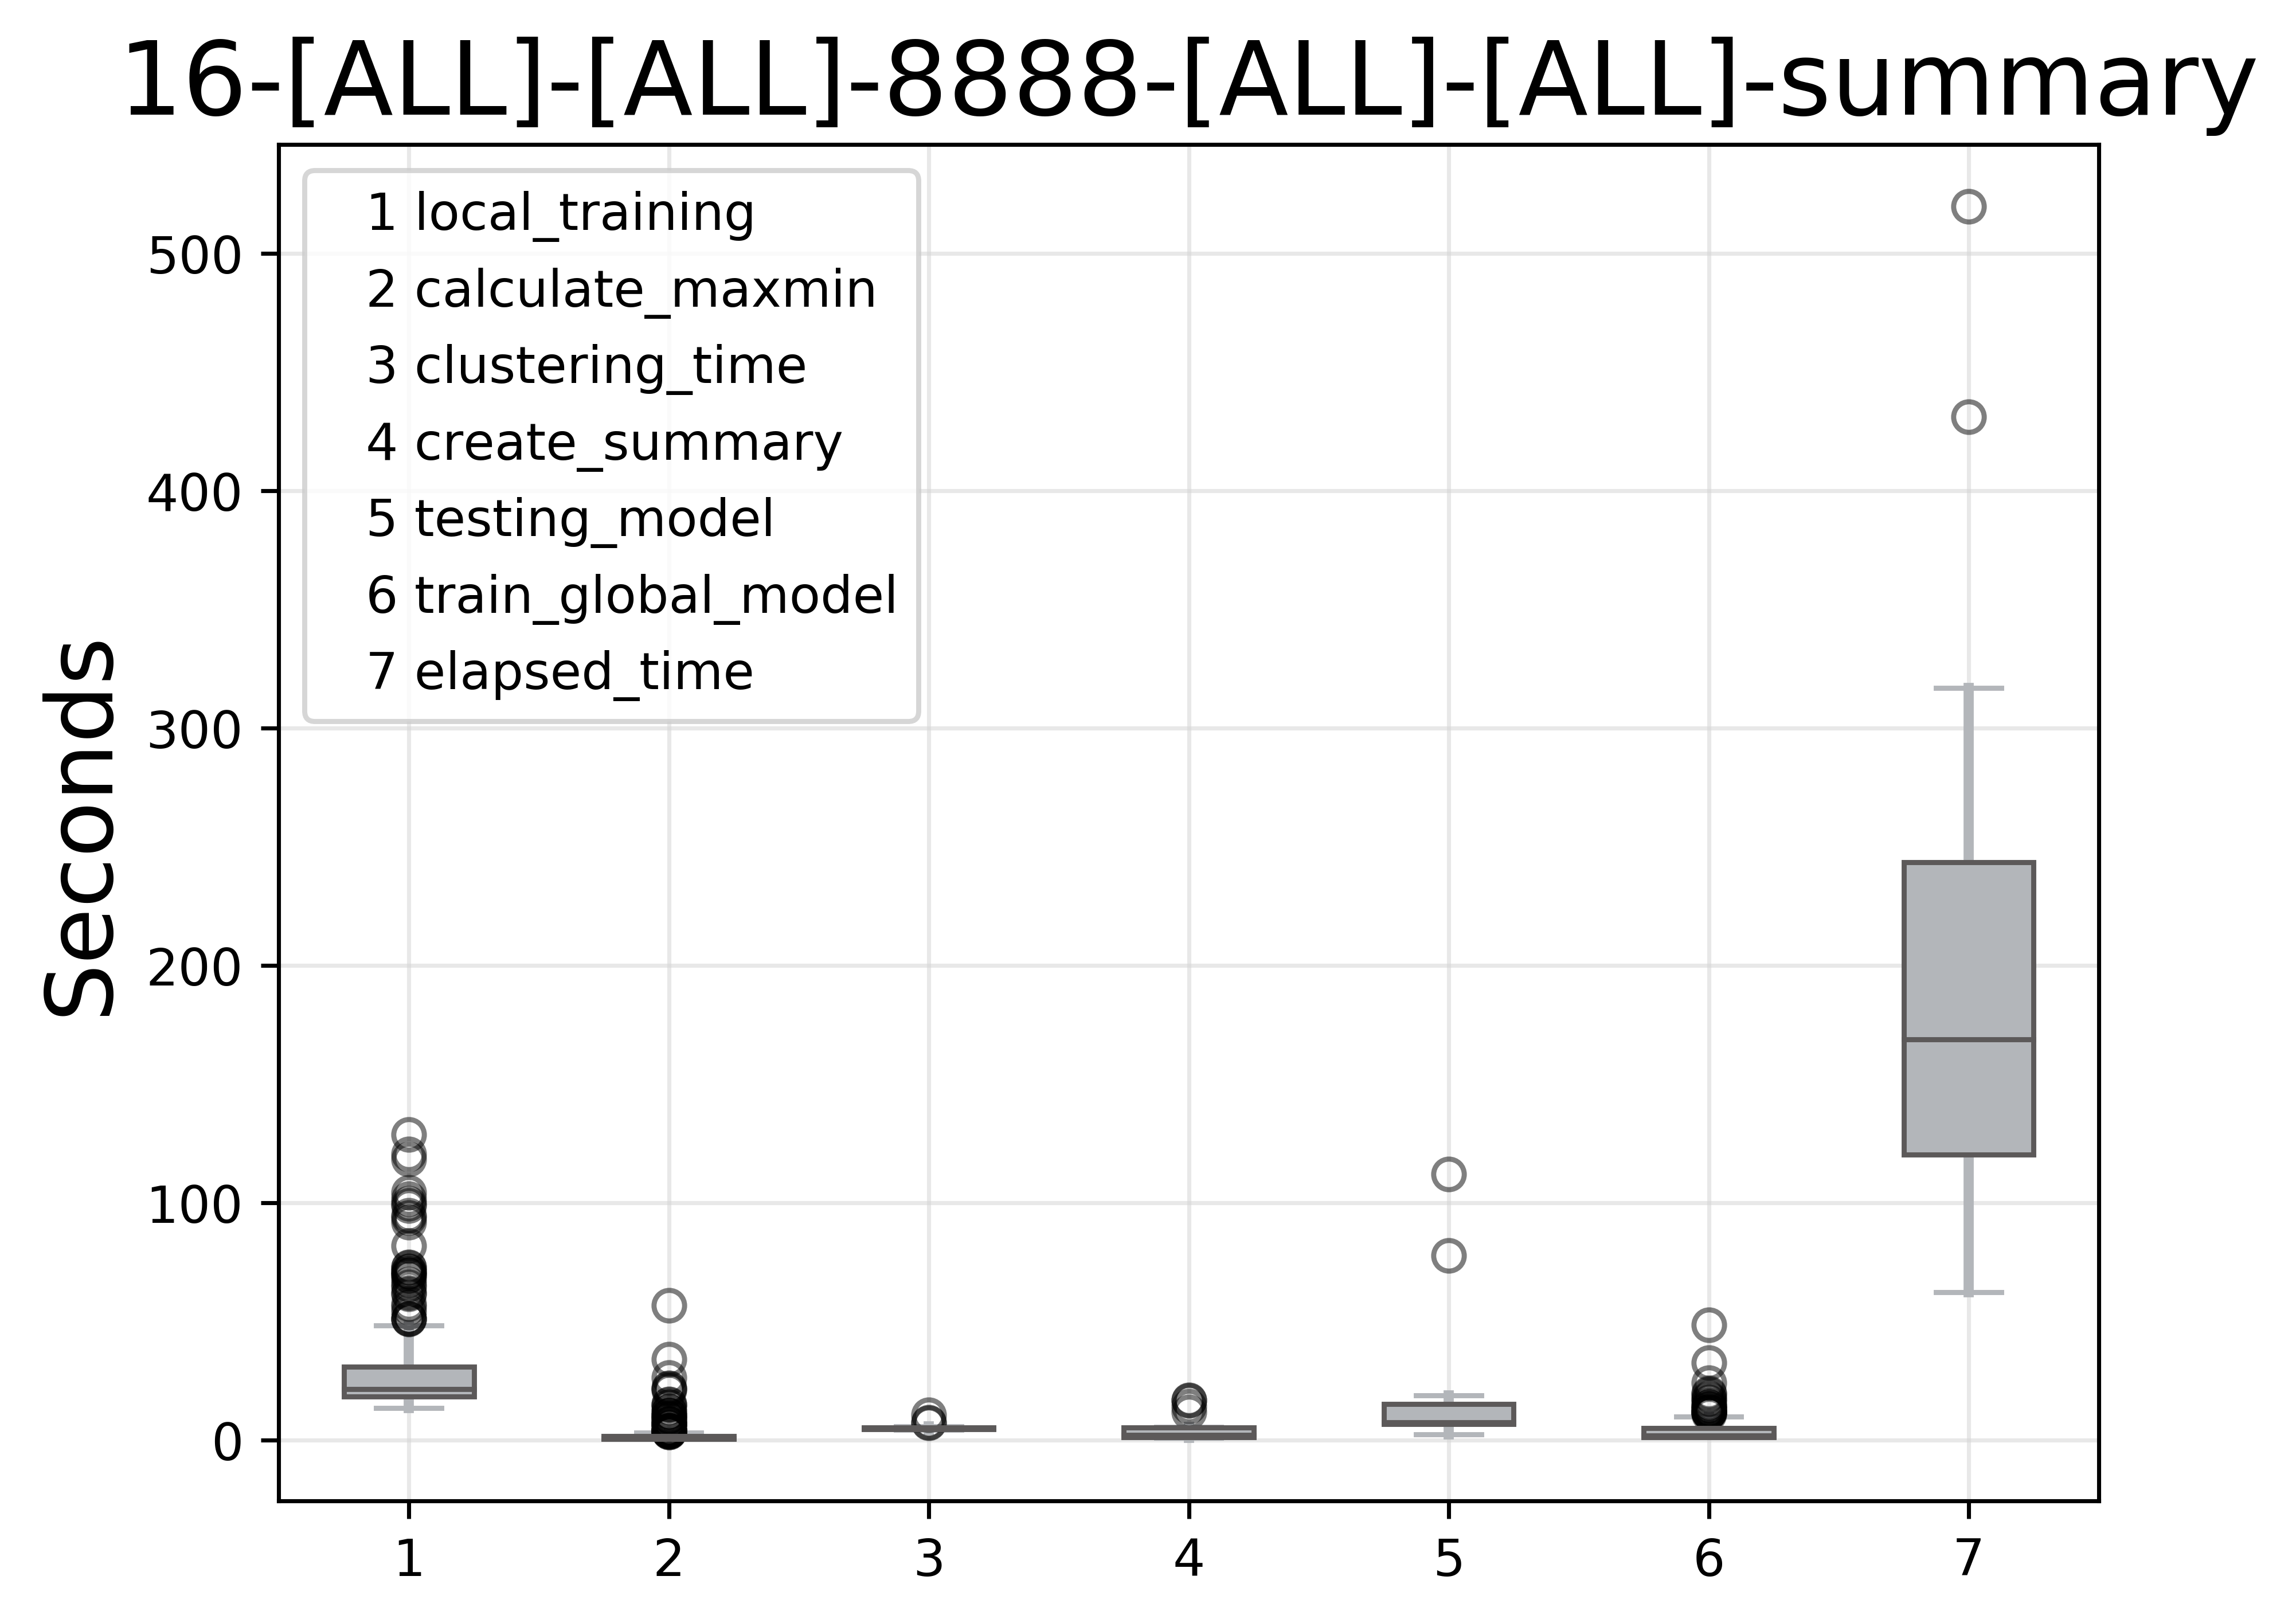 16-[ALL]-[ALL]-8888-[ALL]-[ALL]-summary
1 local_training
2 calculate_maxmin
3 clustering_time
4 create_summary
5 testing_model
6 train_global_model
7 elapsed_time
Seconds
500
400
300
200
100
0
1 2 3 4 5 6 7